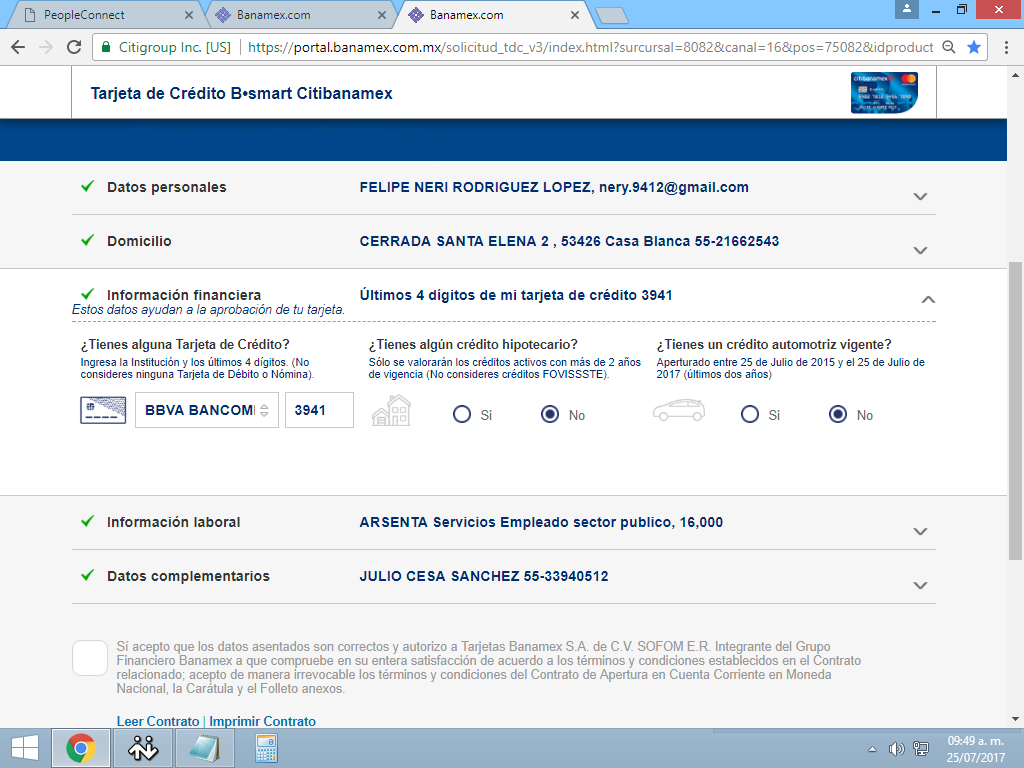 PeopleConnect
Banamex.com
Banamex.com
Citigroup Inc. [US]
https://portal.banamex.com.mx/solicitud_tdc_v3/index.html?surcursal=8082&canal=16&pos=75082&idproduct
Tarjeta de Crédito B•smart Citibanamex
citibanamex
Datos personales FELIPE NERI RODRIGUEZ LOPEZ, nery.9412@gmail.com
Domicilio CERRADA SANTA ELENA 2 , 53426 Casa Blanca 55-21662543
Información financiera Últimos 4 dígitos de mi tarjeta de crédito 3941
Estos datos ayudan a la aprobación de tu tarjeta.
¿Tienes alguna Tarjeta de Crédito?
Ingresa la Institución y los últimos 4 dígitos. (No
consideres ninguna Tarjeta de Débito o Nómina).
BBVA BANCOM
3941
¿Tienes algún crédito hipotecario?
Sólo se valorarán los créditos activos con más de 2 años
de vigencia (No consideres créditos FOVISSSTE).
Si No
¿Tienes un crédito automotriz vigente?
Aperturado entre 25 de Julio de 2015 y el 25 de Julio de
2017 (últimos dos años)
Si No
Información laboral ARSENTA Servicios Empleado sector publico, 16,000
Datos complementarios JULIO CESA SANCHEZ 55-33940512
Sí acepto que los datos asentados son correctos y autorizo a Tarjetas Banamex S.A. de C.V. SOFOM E.R. Integrante del Grupo
Financiero Banamex a que compruebe en su entera satisfacción de acuerdo a los términos y condiciones establecidos en el Contrato
relacionado; acepto de manera irrevocable los términos y condiciones del Contrato de Apertura en Cuenta Corriente en Moneda
Nacional, la Carátula y el Folleto anexos.
Leer Contrato | Imprimir Contrato
09:49 a. m.
25/07/2017